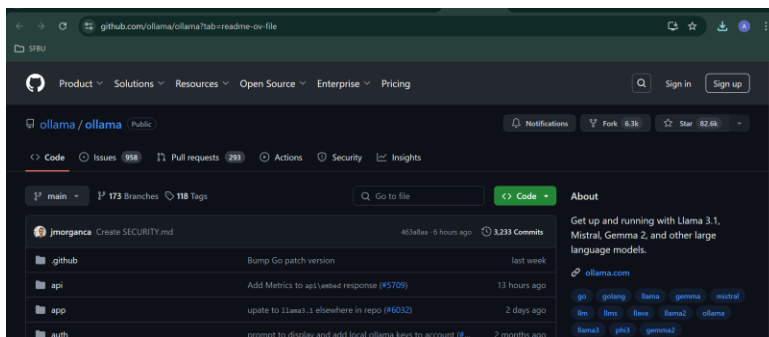 github.com/ollama/ollama?tab=readme-ov-file
A
SFBU
Product Solutions Resources Open Source Enterprise Pricing
Sign in Sign up
ollama / ollama Public
Notifications Fork 6.3k Star 82.6k
<> Code Issues 958 Pull requests 293 Actions Security Insights
main 173 Branches 118 Tags Go to file <> Code
jmorganca Create SECURITY.md 463a8aa · 6 hours ago 3,233 Commits
.github Bump Go patch version last week
api Add Metrics to api\embed response (#5709) 13 hours ago
app upate to llama3.1 elsewhere in repo (#6032) 2 days ago
auth prompt to display and add local ollama keys to account (#... 2 months ago
About
Get up and running with Llama 3.1,
Mistral, Gemma 2, and other large
language models.
ollama.com
go golang llama gemma mistral
llm llms llava llama2 ollama
llama3 phi3 gemma2